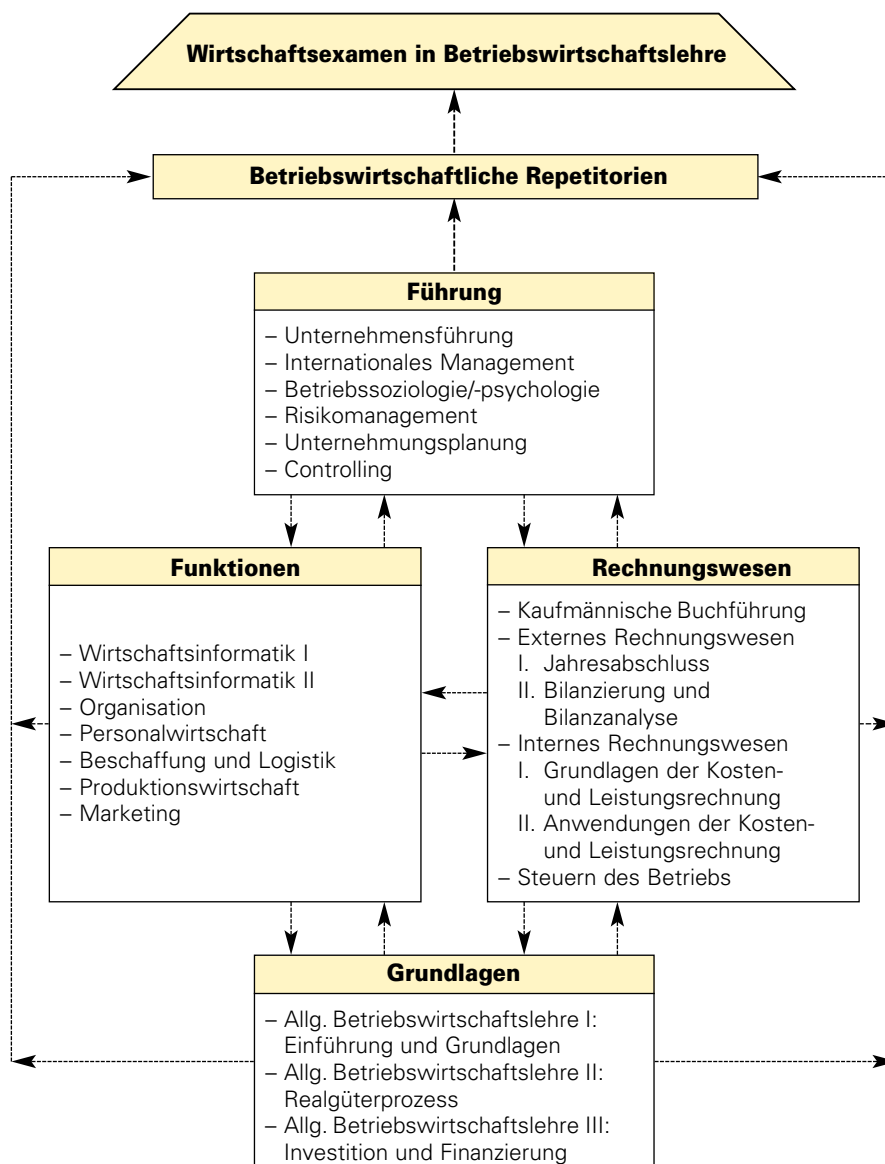 Wirtschaftsexamen in Betriebswirtschaftslehre
Betriebswirtschaftliche Repetitorien
Führung
– Unternehmensführung
– Internationales Management
– Betriebssoziologie/-psychologie
– Risikomanagement
– Unternehmungsplanung
– Controlling
Funktionen
– Wirtschaftsinformatik I
– Wirtschaftsinformatik II
– Organisation
– Personalwirtschaft
– Beschaffung und Logistik
– Produktionswirtschaft
– Marketing
Rechnungswesen
– Kaufmännische Buchführung
– Externes Rechnungswesen
I. Jahresabschluss
II. Bilanzierung und
Bilanzanalyse
– Internes Rechnungswesen
I. Grundlagen der Kosten-
und Leistungsrechnung
II. Anwendungen der Kosten-
und Leistungsrechnung
– Steuern des Betriebs
Grundlagen
– Allg. Betriebswirtschaftslehre I:
Einführung und Grundlagen
– Allg. Betriebswirtschaftslehre II:
Realgüterprozess
– Allg. Betriebswirtschaftslehre III:
Investition und Finanzierung